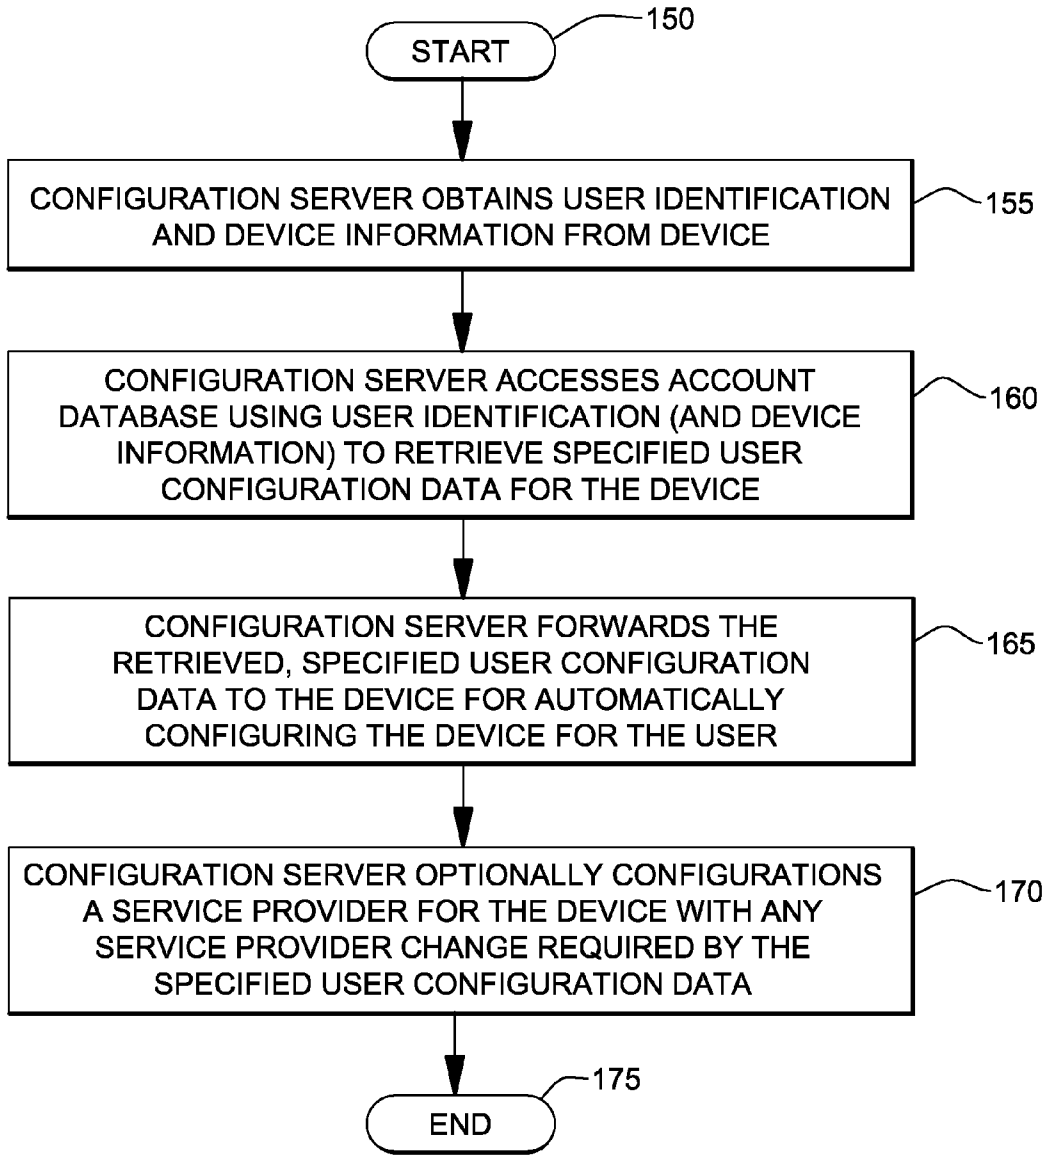 START
150
CONFIGURATION SERVER OBTAINS USER IDENTIFICATION
AND DEVICE INFORMATION FROM DEVICE
155
CONFIGURATION SERVER ACCESSES ACCOUNT
DATABASE USING USER IDENTIFICATION (AND DEVICE
INFORMATION) TO RETRIEVE SPECIFIED USER
CONFIGURATION DATA FOR THE DEVICE
160
CONFIGURATION SERVER FORWARDS THE
RETRIEVED, SPECIFIED USER CONFIGURATION
DATA TO THE DEVICE FOR AUTOMATICALLY
CONFIGURING THE DEVICE FOR THE USER
165
CONFIGURATION SERVER OPTIONALLY CONFIGURATIONS
A SERVICE PROVIDER FOR THE DEVICE WITH ANY
SERVICE PROVIDER CHANGE REQUIRED BY THE
SPECIFIED USER CONFIGURATION DATA
170
END
175